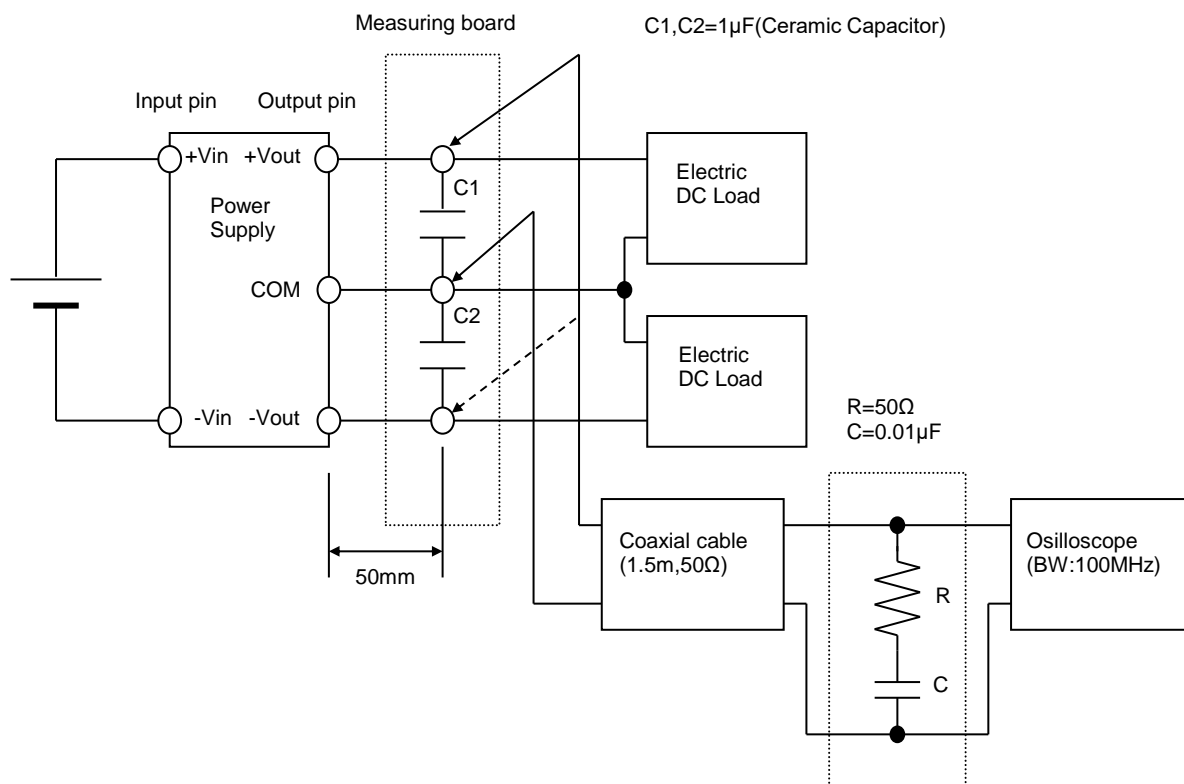 Measuring board
C1,C2=1µF(Ceramic Capacitor)
Input pin
Output pin
+Vin
+Vout
C1
Electric
DC Load
Power
Supply
COM
C2
Electric
DC Load
-Vin
-Vout
R=50Ω
C=0.01µF
50mm
Coaxial cable
(1.5m,50Ω)
R
C
Osilloscope
(BW:100MHz)